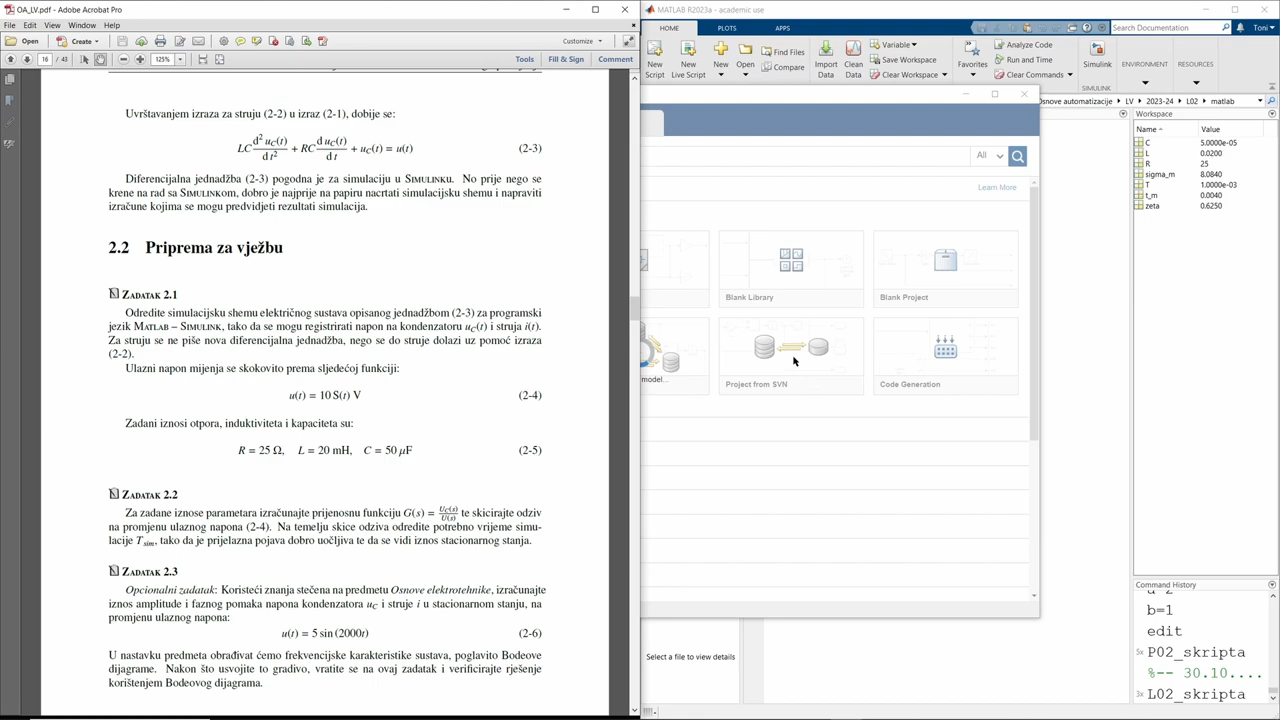 OA_LV.pdf - Adobe Acrobat Pro
File Edit View Window Help
Open Create Customize
16 / 43 125% Tools Fill & Sign Comment
Uvrštavanjem izraza za struju (2-2) u izraz (2-1), dobije se:
LC d² u_C(t) / d t² + RC d u_C(t) / d t + u_C(t) = u(t) (2-3)
Diferencijalna jednadžba (2-3) pogodna je za simulaciju u SIMULINKU. No prije nego se
krene na rad sa SIMULINKOM, dobro je najprije na papiru nacrtati simulacijsku shemu i napraviti
izračune kojima se mogu predvidjeti rezultati simulacija.
2.2 Priprema za vježbu
ZADATAK 2.1
Odredite simulacijsku shemu električnog sustava opisanog jednadžbom (2-3) za programski
jezik MATLAB – SIMULINK, tako da se mogu registrirati napon na kondenzatoru u_C(t) i struja i(t).
Za struju se ne piše nova diferencijalna jednadžba, nego se do struje dolazi uz pomoć izraza
(2-2).
Ulazni napon mijenja se skokovito prema sljedećoj funkciji:
u(t) = 10 S(t) V (2-4)
Zadani iznosi otpora, induktiviteta i kapaciteta su:
R = 25 Ω, L = 20 mH, C = 50 μF (2-5)
ZADATAK 2.2
Za zadane iznose parametara izračunajte prijenosnu funkciju G(s) = U_C(s)/U(s) te skicirajte odziv
na promjenu ulaznog napona (2-4). Na temelju skice odziva odredite potrebno vrijeme simu-
lacije T_sim, tako da je prijelazna pojava dobro uočljiva te da se vidi iznos stacionarnog stanja.
ZADATAK 2.3
Opcionalni zadatak: Koristeći znanja stečena na predmetu Osnove elektrotehnike, izračunajte
iznos amplitude i faznog pomaka napona kondenzatora u_C i struje i u stacionarnom stanju, na
promjenu ulaznog napona:
u(t) = 5 sin (2000t) (2-6)
U nastavku predmeta obrađivat ćemo frekvencijske karakteristike sustava, poglavito Bodeove
dijagrame. Nakon što usvojite to gradivo, vratite se na ovaj zadatak i verificirajte rješenje
korištenjem Bodeovog dijagrama.
MATLAB R2023a - academic use
HOME PLOTS APPS Search Documentation Toni
New Script
New Live Script
New
Open
Find Files
Compare
Import Data
Clean Data
Variable
Save Workspace
Clear Workspace
Favorites
Analyze Code
Run and Time
Clear Commands
Simulink
SIMULINK
ENVIRONMENT
RESOURCES
Osnove automatizacije LV 2023-24 L02 matlab
All
Learn More
Blank Library
Blank Project
model...
Project from SVN
Code Generation
Select a file to view details
Workspace
Name Value
C 5.0000e-05
L 0.0200
R 25
sigma_m 8.0840
T 1.0000e-03
t_m 0.0040
zeta 0.6250
Command History
b=1
edit
5x P02_skripta
%-- 30.10....
3x L02_skripta